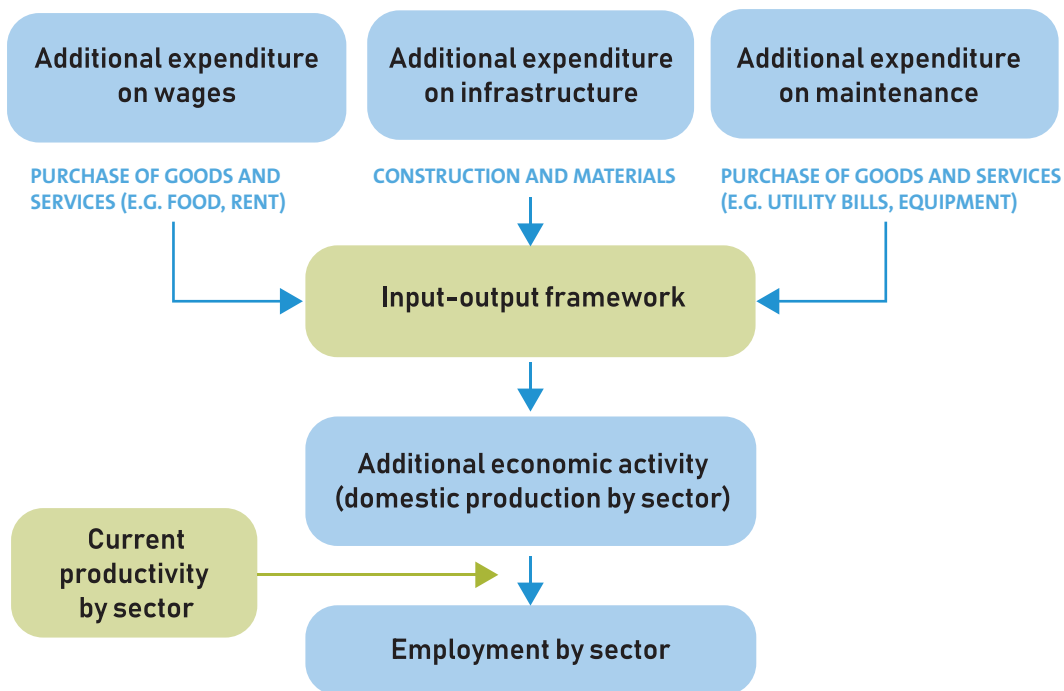 Additional expenditure
on wages
Additional expenditure
on infrastructure
Additional expenditure
on maintenance
PURCHASE OF GOODS AND
SERVICES (E.G. FOOD, RENT)
CONSTRUCTION AND MATERIALS
PURCHASE OF GOODS AND SERVICES
(E.G. UTILITY BILLS, EQUIPMENT)
Input-output framework
Additional economic activity
(domestic production by sector)
Current
productivity
by sector
Employment by sector